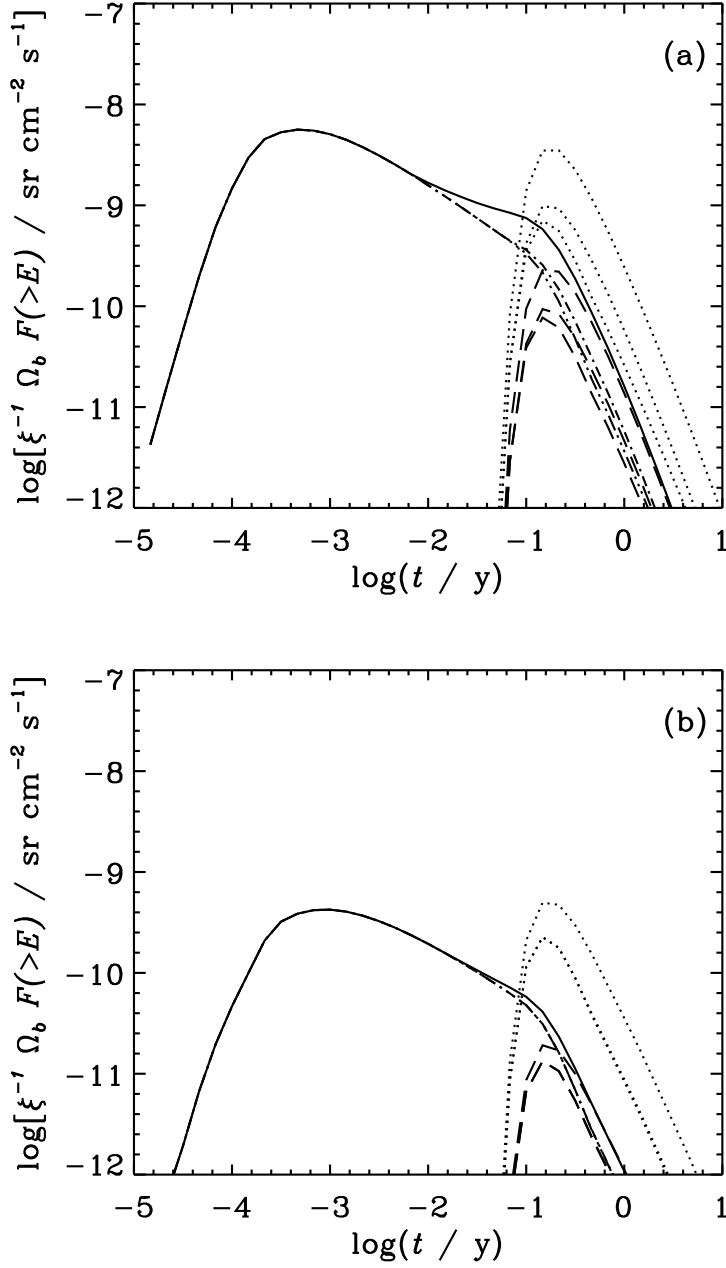 (a)
−7
−8
−9
−10
−11
−12
log[ξ⁻¹ Ω_b F(>E) / sr cm⁻² s⁻¹]
−5 −4 −3 −2 −1 0 1
log(t / y)
(b)
−7
−8
−9
−10
−11
−12
log[ξ⁻¹ Ω_b F(>E) / sr cm⁻² s⁻¹]
−5 −4 −3 −2 −1 0 1
log(t / y)